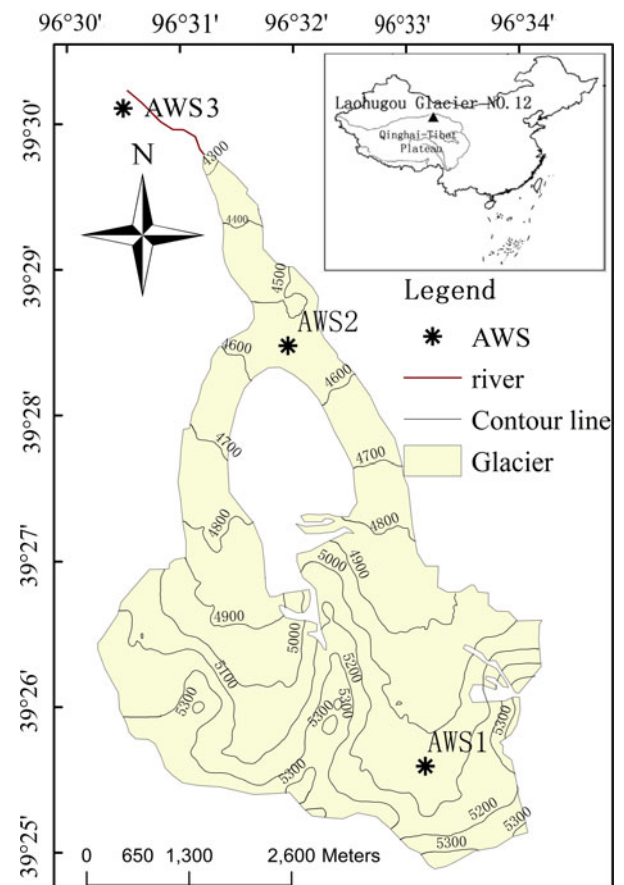 96°30' 96°31' 96°32' 96°33' 96°34'
39°30'
39°29'
39°28'
39°27'
39°26'
39°25'
AWS3
N
Laohugou Glacier NO.12
Qinghai-Tibet
Plateau
4300
4400
4500
AWS2
4600
4600
4700
4700
4800
4800
4900
4900
5000
5000
5100
5200
5300
5300
5300
5300
AWS1
5300
5200
5300
5300
Legend
AWS
river
Contour line
Glacier
0 650 1,300 2,600 Meters